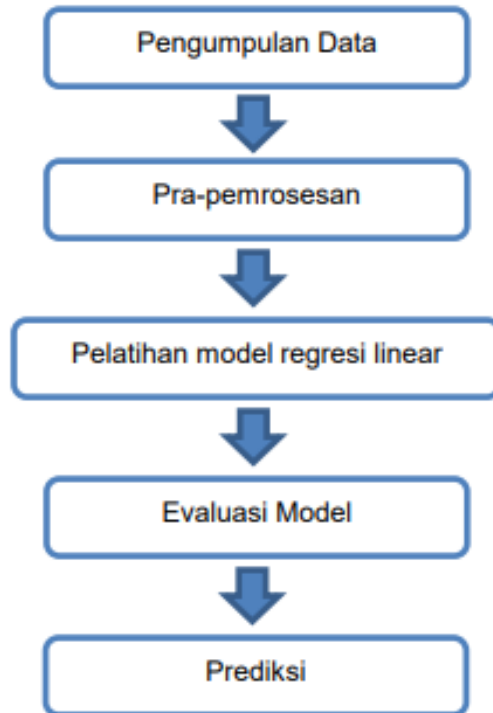 Pengumpulan Data
Pra-pemrosesan
Pelatihan model regresi linear
Evaluasi Model
Prediksi